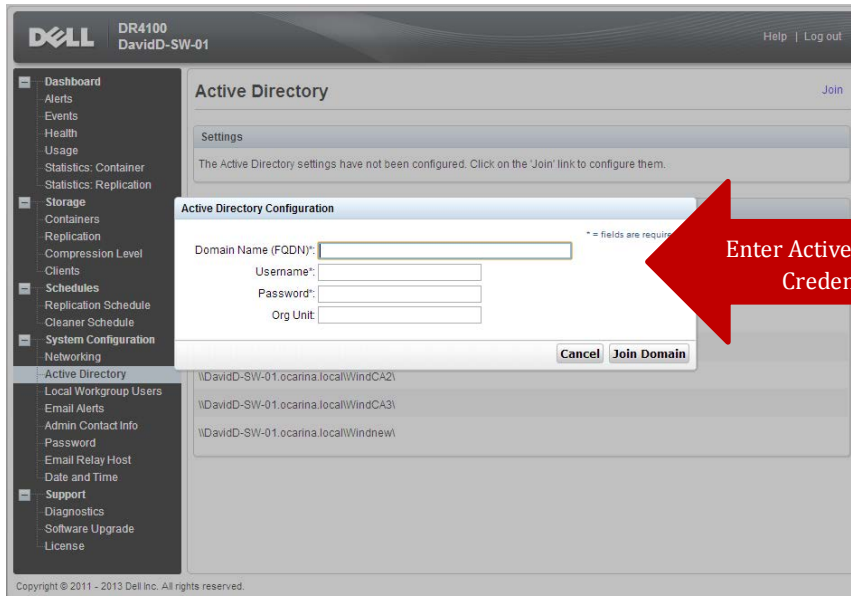 DELL
DR4100
DavidD-SW-01
Help | Log out
Dashboard
Alerts
Events
Health
Usage
Statistics: Container
Statistics: Replication
Storage
Containers
Replication
Compression Level
Clients
Schedules
Replication Schedule
Cleaner Schedule
System Configuration
Networking
Active Directory
Local Workgroup Users
Email Alerts
Admin Contact Info
Password
Email Relay Host
Date and Time
Support
Diagnostics
Software Upgrade
License
Active Directory
Join
Settings
The Active Directory settings have not been configured. Click on the 'Join' link to configure them.
Active Directory Configuration
* = fields are require
Domain Name (FQDN)*:
Username*:
Password*:
Org Unit:
Cancel Join Domain
Enter Active
Creden
\\DavidD-SW-01.ocarina.local\WindCA2\
\\DavidD-SW-01.ocarina.local\WindCA3\
\\DavidD-SW-01.ocarina.local\Windnew\
Copyright © 2011 - 2013 Dell Inc. All rights reserved.